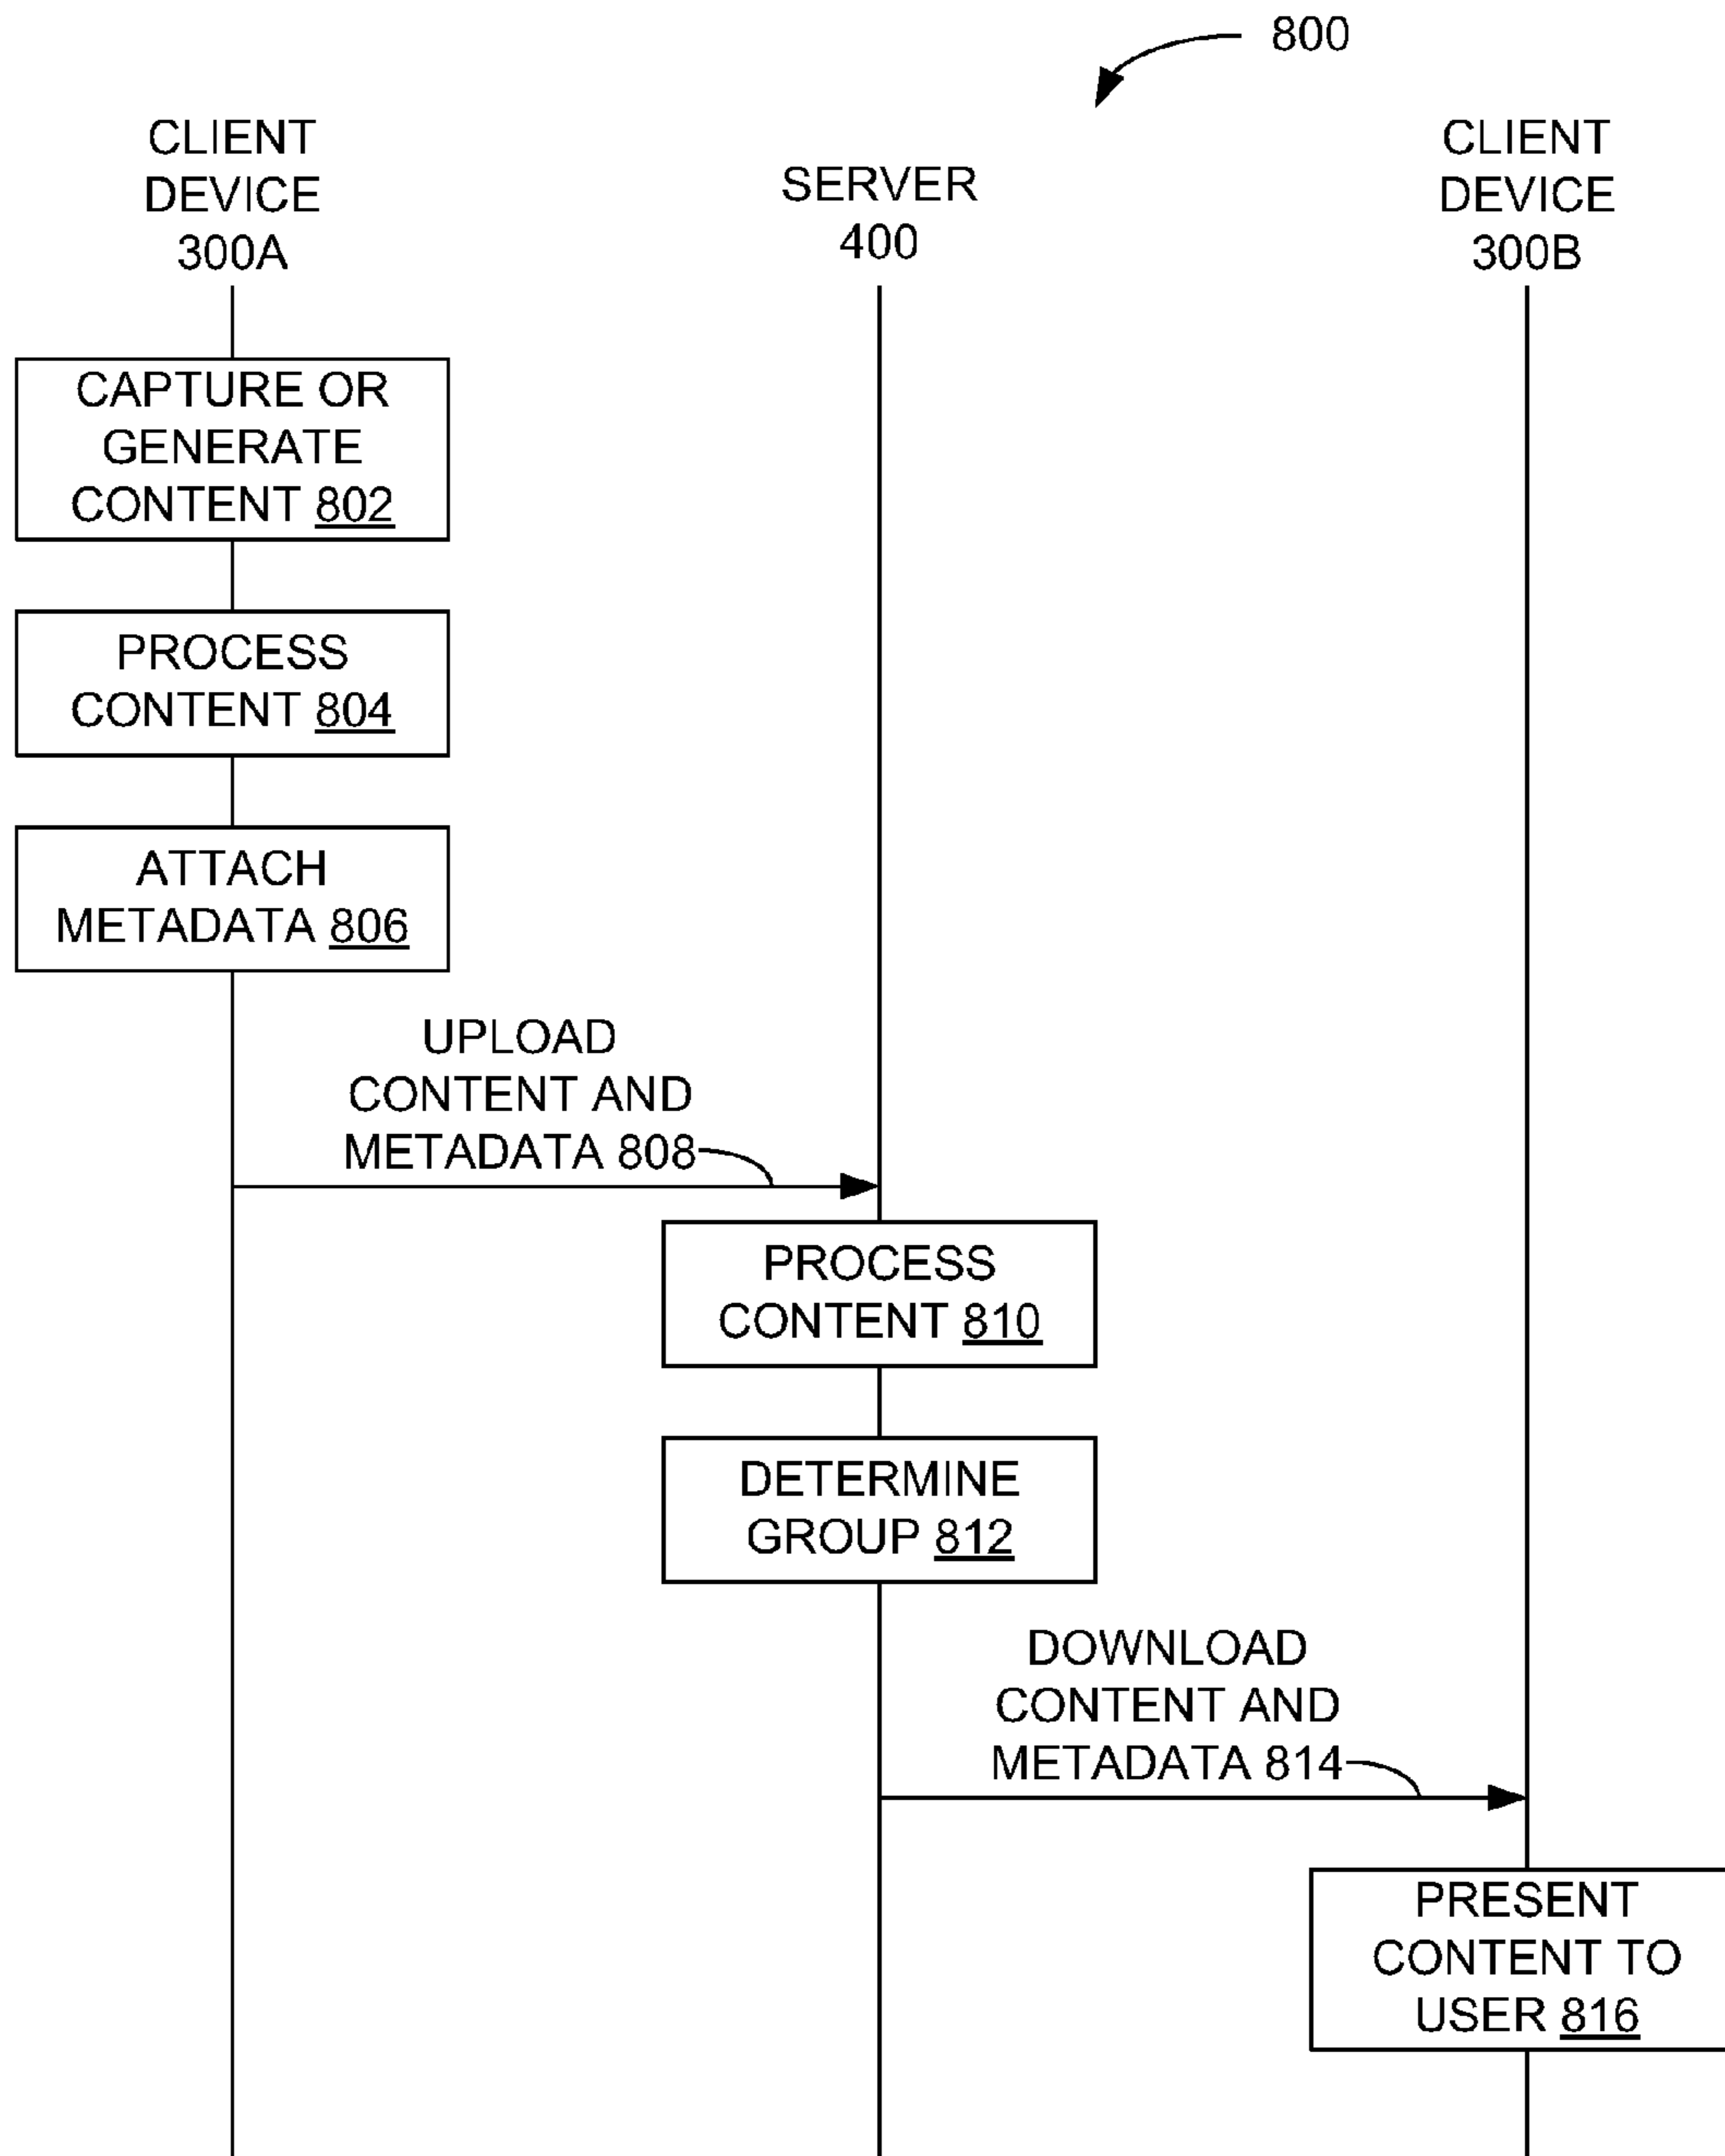 800
CLIENT
DEVICE
300A
SERVER
400
CLIENT
DEVICE
300B
CAPTURE OR
GENERATE
CONTENT 802
PROCESS
CONTENT 804
ATTACH
METADATA 806
UPLOAD
CONTENT AND
METADATA 808
PROCESS
CONTENT 810
DETERMINE
GROUP 812
DOWNLOAD
CONTENT AND
METADATA 814
PRESENT
CONTENT TO
USER 816